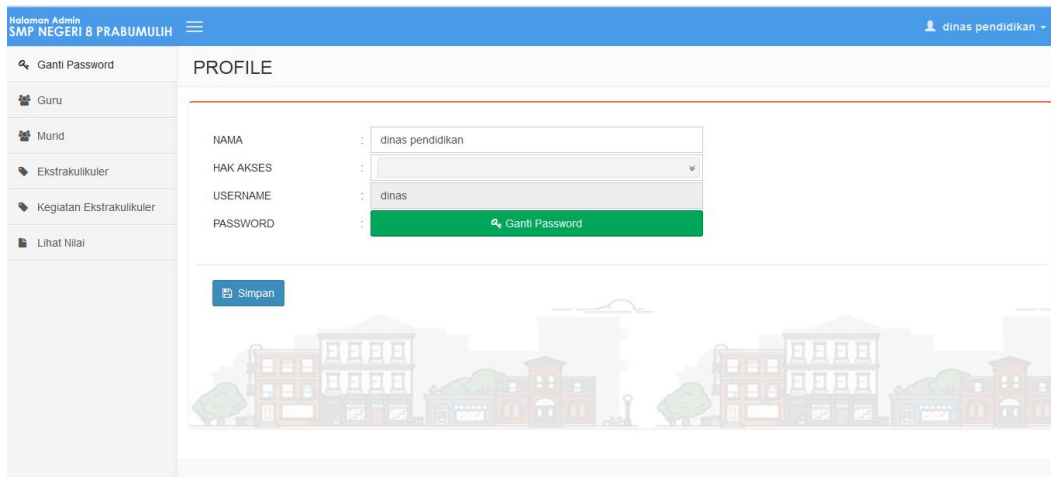 Halaman Admin
SMP NEGERI 8 PRABUMULIH
dinas pendidikan
Ganti Password
Guru
Murid
Ekstrakulikuler
Kegiatan Ekstrakulikuler
Lihat Nilai
PROFILE
NAMA : dinas pendidikan
HAK AKSES :
USERNAME : dinas
PASSWORD : Ganti Password
Simpan